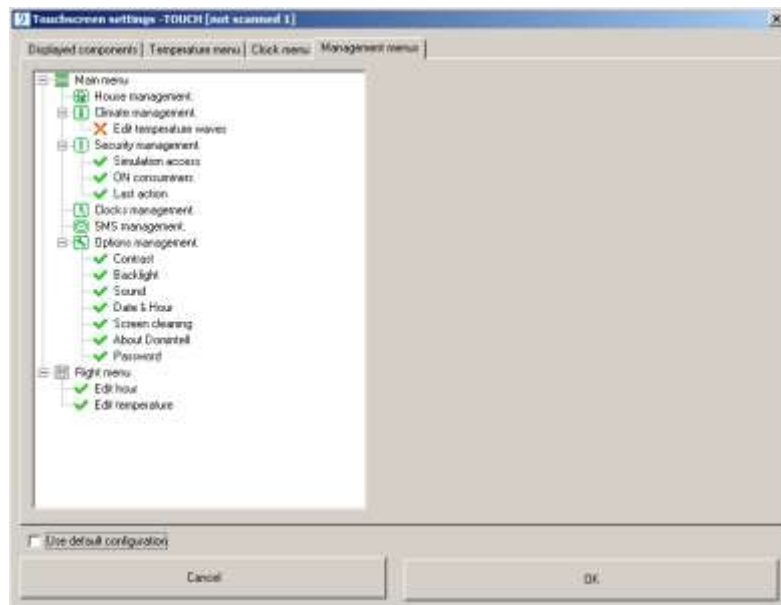 Touchscreen settings -TOUCH [not scanned 1]
Displayed components Temperature menu Clock menu Management menus
Main menu
House management
Climate management
Edit temperature waves
Security management
Simulation access
ON consummers
Last action
Clocks management
SMS management
Options management
Contrast
Backlight
Sound
Date & Hour
Screen cleaning
About Domintell
Password
Right menu
Edit hour
Edit temperature
Use default configuration
Cancel OK